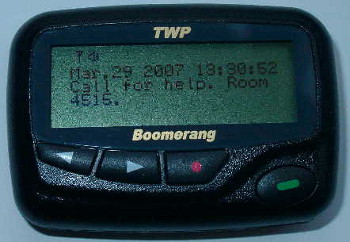 TWP
Mar.29 2007 13:30:52
Call for help. Room
4515.
Boomerang